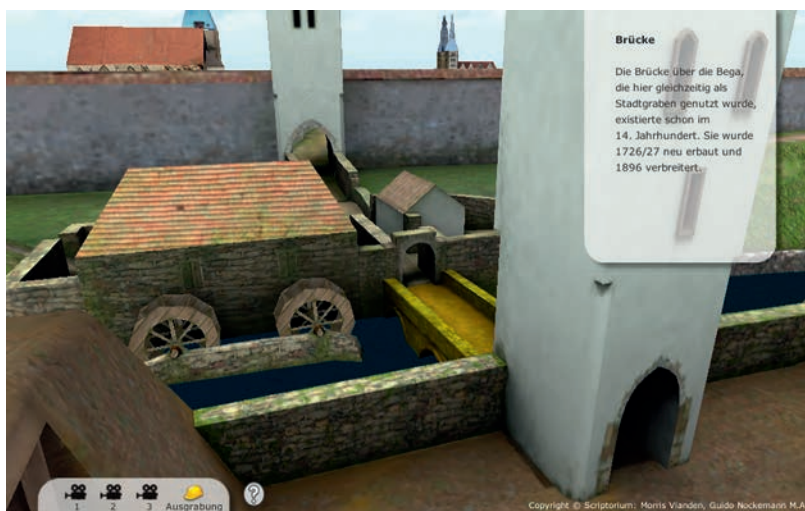 Brücke
Die Brücke über die Bega,
die hier gleichzeitig als
Stadtgraben genutzt wurde,
existierte schon im
14. Jahrhundert. Sie wurde
1726/27 neu erbaut und
1896 verbreitert.
1 2 3 Ausgrabung
?
Copyright © Scriptorium: Morris Vianden, Guido Nockemann M.A.